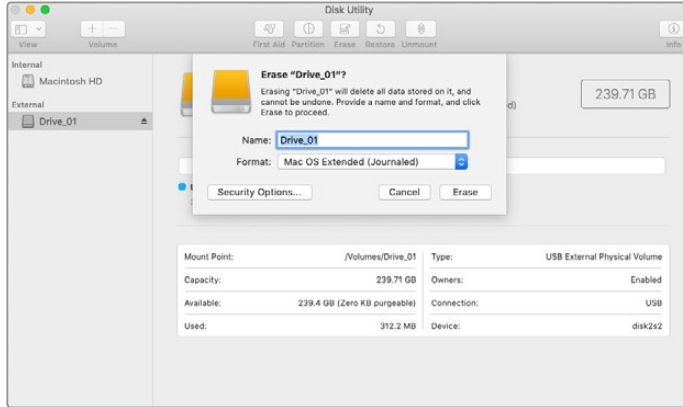 Disk Utility
View
Volume
First Aid
Partition
Erase
Restore
Unmount
Info
Internal
Macintosh HD
External
Drive_01
Erase “Drive_01”?
Erasing “Drive_01” will delete all data stored on it, and
cannot be undone. Provide a name and format, and click
Erase to proceed.
d)
239.71 GB
Name: Drive_01
Format: Mac OS Extended (Journaled)
Security Options...
Cancel
Erase
Mount Point: /Volumes/Drive_01
Type: USB External Physical Volume
Capacity: 239.71 GB
Owners: Enabled
Available: 239.4 GB (Zero KB purgeable)
Connection: USB
Used: 312.2 MB
Device: disk2s2